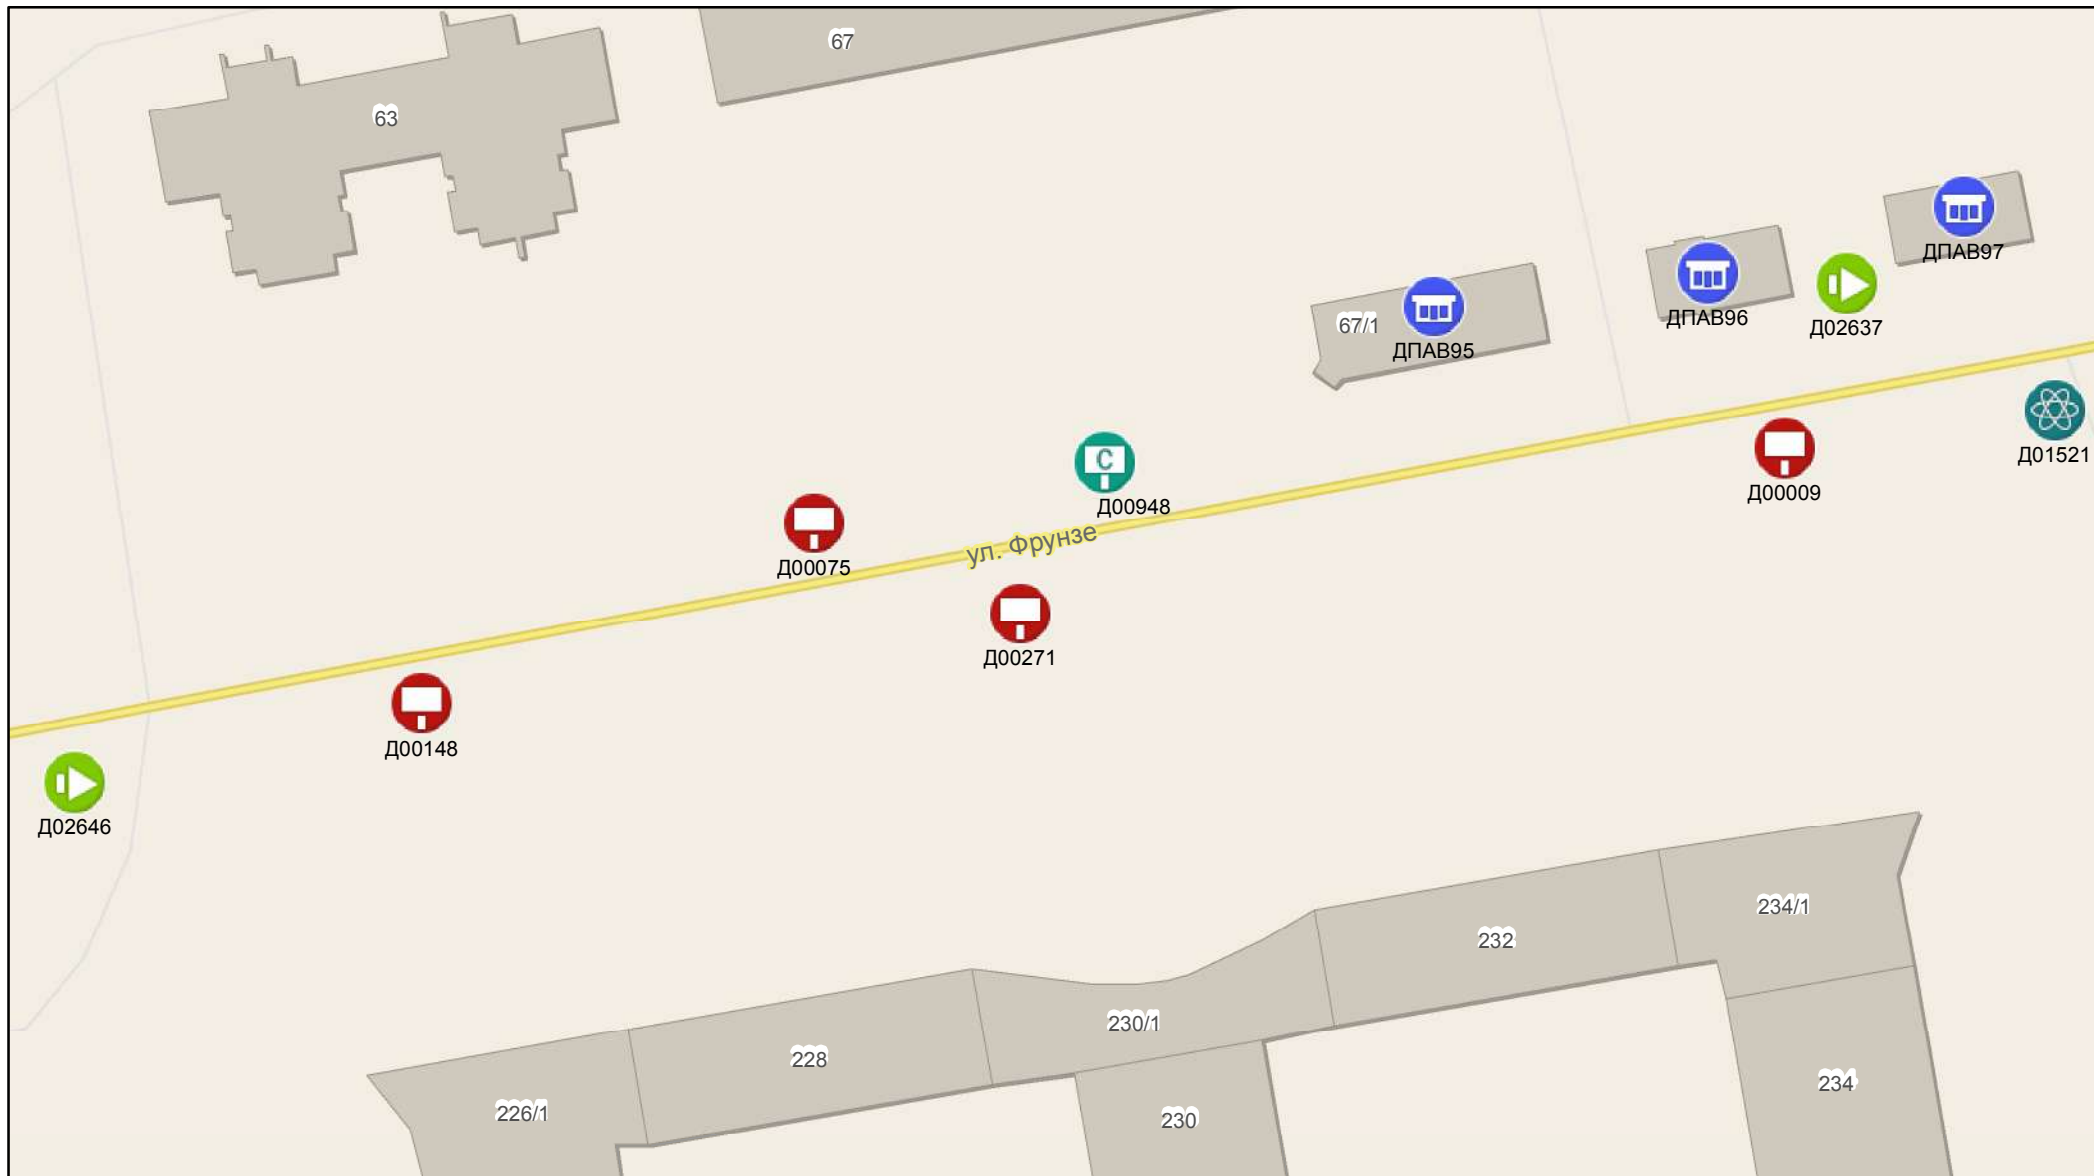 67
63
ДПАВ97
ДПАВ96
Д02637
67/1
ДПАВ95
Д01521
С
Д00948
Д00009
ул. Фрунзе
Д00075
Д00271
Д00148
Д02646
234/1
232
230/1
228
234
226/1
230